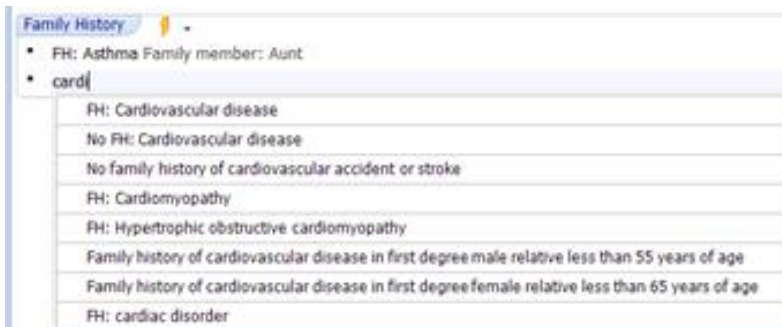 Family History
FH: Asthma Family member: Aunt
cardi
FH: Cardiovascular disease
No FH: Cardiovascular disease
No family history of cardiovascular accident or stroke
FH: Cardiomyopathy
FH: Hypertrophic obstructive cardiomyopathy
Family history of cardiovascular disease in first degree male relative less than 55 years of age
Family history of cardiovascular disease in first degree female relative less than 65 years of age
FH: cardiac disorder